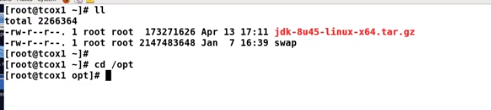 [root@tcox1 ~]# ll
total 2266364
-rw-r--r--. 1 root root  173271626 Apr 13 17:11 jdk-8u45-linux-x64.tar.gz
-rw-r--r--. 1 root root 2147483648 Jan  7 16:39 swap
[root@tcox1 ~]#
[root@tcox1 ~]# cd /opt
[root@tcox1 opt]#